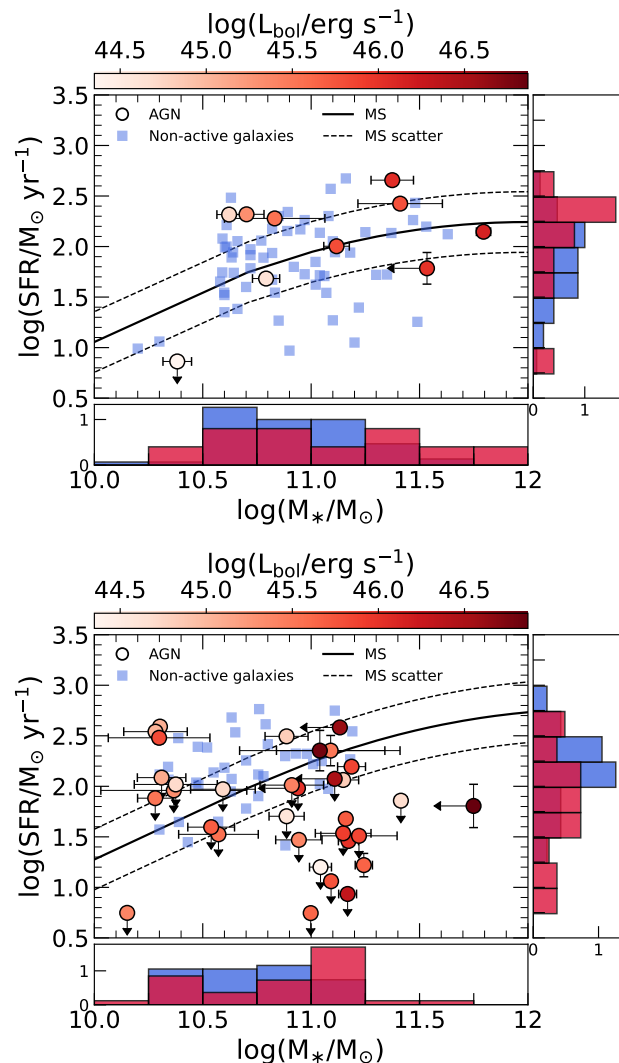 log(L_bol/erg s⁻¹)
44.5 45.0 45.5 46.0 46.5
AGN MS
Non-active galaxies MS scatter
3.5
3.0
2.5
2.0
1.5
1.0
0.5
log(SFR/M⊙ yr⁻¹)
0 1
1
0
10.0 10.5 11.0 11.5 12
log(M∗/M⊙)
log(L_bol/erg s⁻¹)
44.5 45.0 45.5 46.0 46.5
AGN MS
Non-active galaxies MS scatter
3.5
3.0
2.5
2.0
1.5
1.0
0.5
log(SFR/M⊙ yr⁻¹)
0 1
1
0
10.0 10.5 11.0 11.5 12
log(M∗/M⊙)